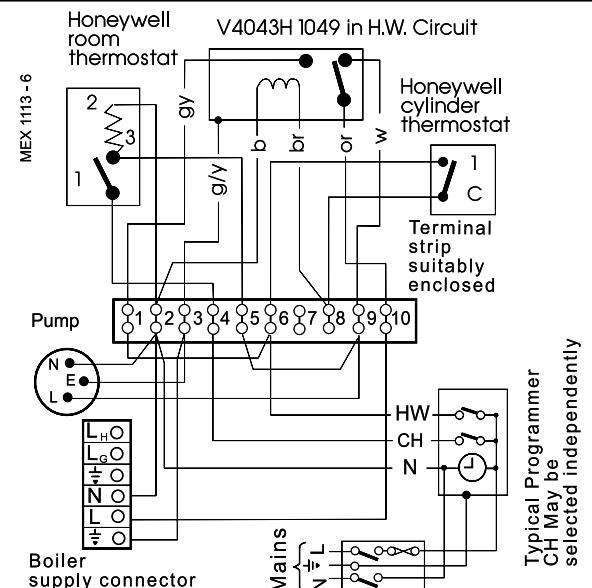 Honeywell
room
thermostat
V4043H 1049 in H.W. Circuit
MEX 1113 - 6
2
3
1
gy
g/y
b
br
or
w
Honeywell
cylinder
thermostat
1
C
Terminal
strip
suitably
enclosed
1 2 3 4 5 6 7 8 9 10
Pump
N
E
L
HW
CH
N
LH
LG
N
L
Boiler
supply connector
Mains
L
N
Typical Programmer
CH May be
selected independently